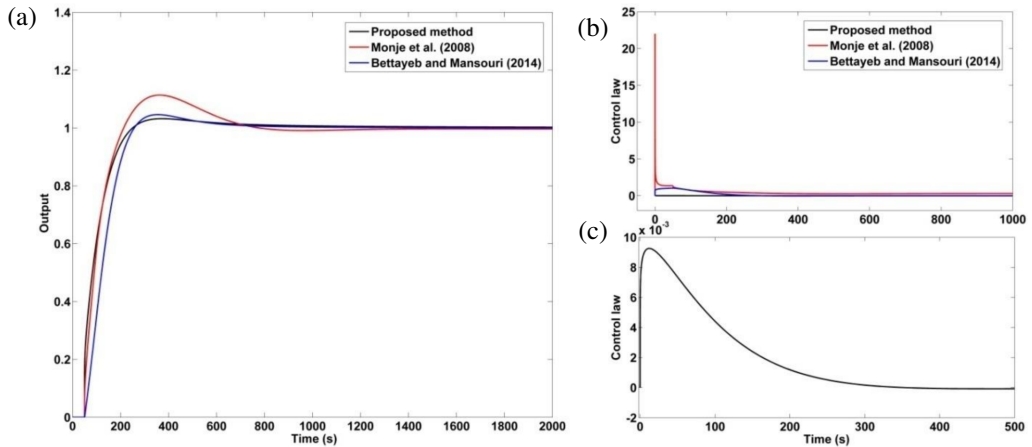 (a)
1.4
1.2
1
0.8
0.6
0.4
0.2
0
Output
0 200 400 600 800 1000 1200 1400 1600 1800 2000
Time (s)
Proposed method
Monje et al. (2008)
Bettayeb and Mansouri (2014)
(b)
25
20
15
10
5
0
Control law
0 200 400 600 800 1000
Proposed method
Monje et al. (2008)
Bettayeb and Mansouri (2014)
(c)
x 10-3
10
8
6
4
2
0
-2
Control law
0 100 200 300 400 500
Time (s)